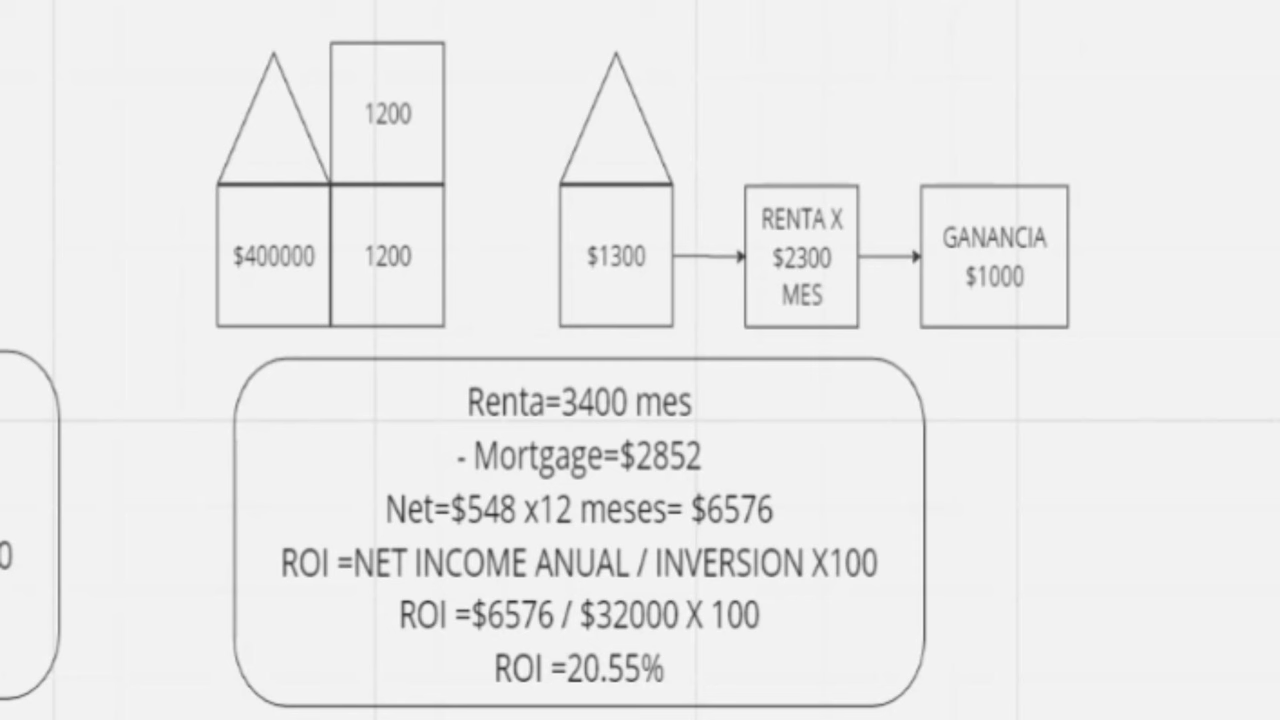 1200
$400000
1200
$1300
RENTA X
$2300
MES
GANANCIA
$1000
0
Renta=3400 mes
- Mortgage=$2852
Net=$548 x12 meses= $6576
ROI =NET INCOME ANUAL / INVERSION X100
ROI =$6576 / $32000 X 100
ROI =20.55%